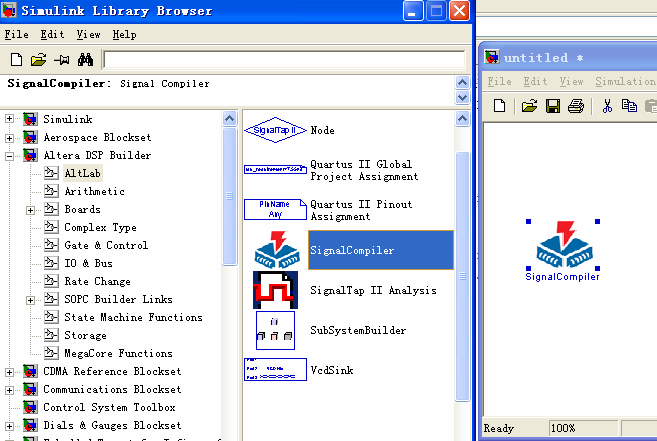 Simulink Library Browser
File Edit View Help
SignalCompiler: Signal Compiler
Simulink
Aerospace Blockset
Altera DSP Builder
AltLab
Arithmetic
Boards
Complex Type
Gate & Control
IO & Bus
Rate Change
SOPC Builder Links
State Machine Functions
Storage
MegaCore Functions
CDMA Reference Blockset
Communications Blockset
Control System Toolbox
Dials & Gauges Blockset
SignalTap II
Node
Quartus II Global
Project Assignment
PinName
Any
Quartus II Pinout
Assignment
SignalCompiler
SignalTap II Analysis
SubSystemBuilder
VcdSink
untitled *
File Edit View Simulation
SignalCompiler
Ready
100%